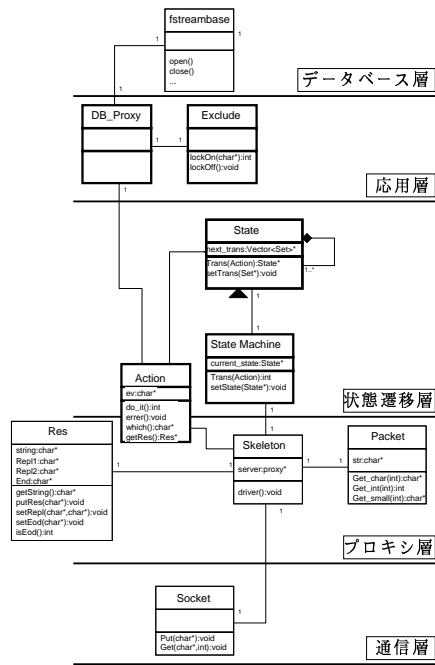 fstreambase
1
1
open()
close()
...
データベース層
1
DB_Proxy
1
1
Exclude
lockOn(char*):int
lockOff():void
1
応用層
State
next_trans:Vector<Set>*
Trans(Action):State*
setTrans(Set*):void
1
1..*
1
1
State Machine
current_state:State*
Trans(Action):int
setState(State*):void
1
状態遷移層
Action
ev:char*
do_it():int
errer():void
which():char*
getRes():Res*
Res
string:char*
Repl1:char*
Repl2:char*
End:char*
getString():char*
putRes(char*):void
setRepl(char*,char*):void
setEod(char*):void
isEod():int
1
1
1
Skeleton
server:proxy*
driver():void
1
1
1
Packet
str:char*
Get_char(int):char*
Get_int(int):int
Get_small(int):char*
プロキシ層
Socket
Put(char*):void
Get(char*,int):void
1
通信層